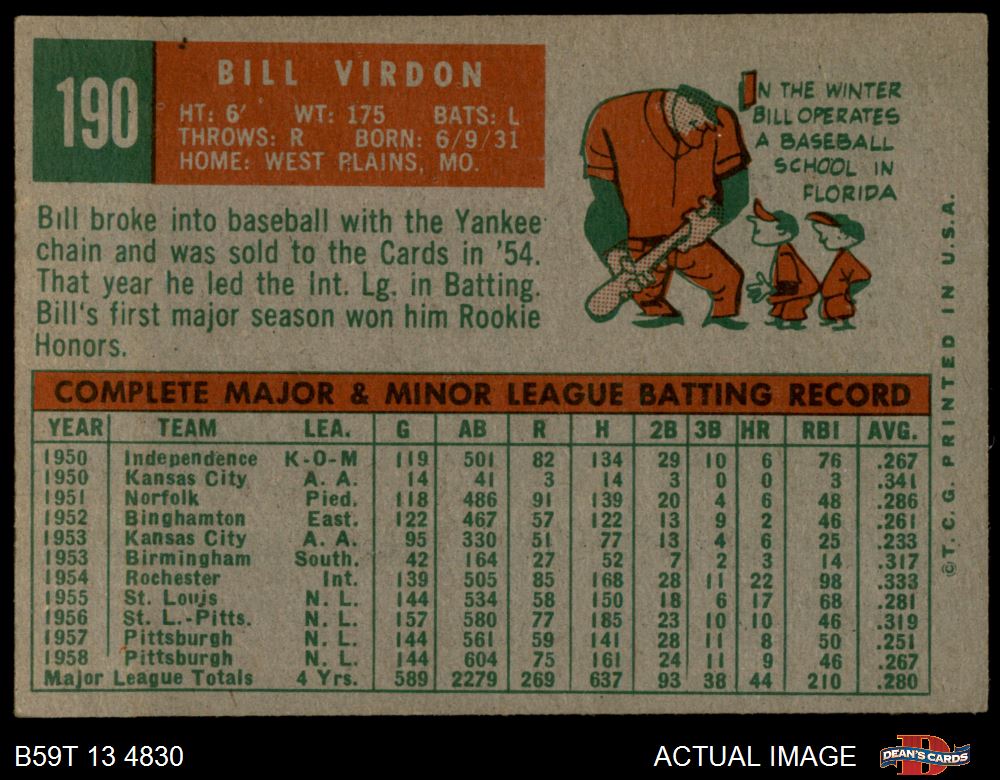 190
BILL VIRDON
HT: 6' WT: 175 BATS: L
THROWS: R BORN: 6/9/31
HOME: WEST PLAINS, MO.
IN THE WINTER
BILL OPERATES
A BASEBALL
SCHOOL IN
FLORIDA
Bill broke into baseball with the Yankee
chain and was sold to the Cards in '54.
That year he led the Int. Lg. in Batting.
Bill's first major season won him Rookie
Honors.
©T.C.G. PRINTED IN U.S.A.
COMPLETE MAJOR & MINOR LEAGUE BATTING RECORD
YEAR TEAM LEA. G AB R H 2B 3B HR RBI AVG.
1950 Independence K-O-M 119 501 82 134 29 10 6 76 .267
1950 Kansas City A. A. 14 41 3 14 3 0 0 3 .341
1951 Norfolk Pied. 118 486 91 139 20 4 6 48 .286
1952 Binghamton East. 122 467 57 122 13 9 2 46 .261
1953 Kansas City A. A. 95 330 51 77 13 4 6 25 .233
1953 Birmingham South. 42 164 27 52 7 2 3 14 .317
1954 Rochester Int. 139 505 85 168 28 11 22 98 .333
1955 St. Louis N. L. 144 534 58 150 18 6 17 68 .281
1956 St. L.-Pitts. N. L. 157 580 77 185 23 10 10 46 .319
1957 Pittsburgh N. L. 144 561 59 141 28 11 8 50 .251
1958 Pittsburgh N. L. 144 604 75 161 24 11 9 46 .267
Major League Totals 4 Yrs. 589 2279 269 637 93 38 44 210 .280
B59T 13 4830
ACTUAL IMAGE
DEAN'S CARDS